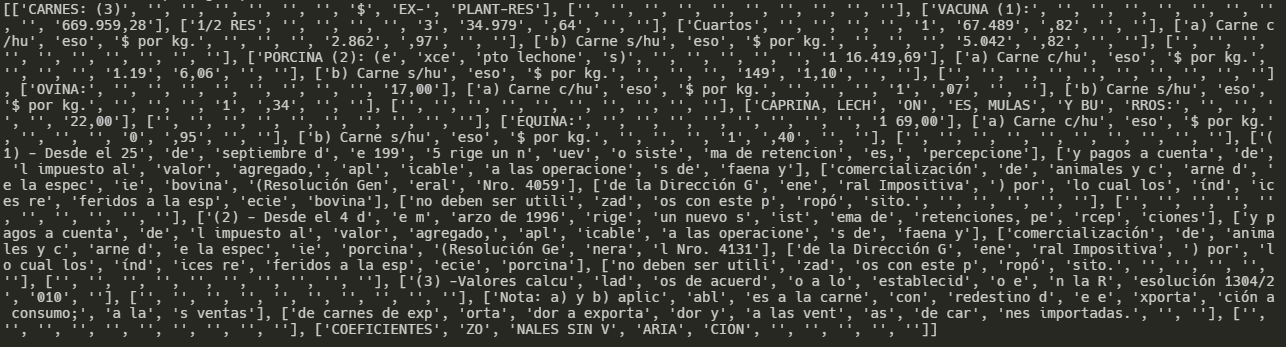 [['CARNES: (3)', '', '', '', '', '', '$', 'EX-', 'PLANT-RES'], ['', '', '', '', '', '', '', '', '', ''], ['VACUNA (1):', '', '', '', '', '', ''
, '', '669.959,28'], ['1/2 RES', '', '', '', '', '3', '34.979', ',64', '', ''], ['Cuartos', '', '', '', '', '1', '67.489', ',82', '', ''], ['a) Carne c
/hu', 'eso', '$ por kg.', '', '', '', '2.862', ',97', '', ''], ['b) Carne s/hu', 'eso', '$ por kg.', '', '', '', '5.042', ',82', '', ''], ['', '', '', '',
'', '', '', '', '', ''], ['PORCINA (2): (e', 'xce', 'pto lechone', 's)', '', '', '', '', '1 16.419,69'], ['a) Carne c/hu', 'eso', '$ por kg.',
'', '', '', '1.19', '6,06', '', ''], ['b) Carne s/hu', 'eso', '$ por kg.', '', '', '', '149', '1,10', '', ''], ['', '', '', '', '', '', '', '', '', '']
, ['OVINA:', '', '', '', '', '', '', '', '17,00'], ['a) Carne c/hu', 'eso', '$ por kg.', '', '', '', '1', ',07', '', ''], ['b) Carne s/hu', 'eso',
'$ por kg.', '', '', '', '1', ',34', '', ''], ['', '', '', '', '', '', '', '', '', ''], ['CAPRINA, LECH', 'ON', 'ES, MULAS', 'Y BU', 'RROS:', '', '', '
', '', '22,00'], ['', '', '', '', '', '', '', '', '', ''], ['EQUINA:', '', '', '', '', '', '', '', '1 69,00'], ['a) Carne c/hu', 'eso', '$ por kg.'
, '', '', '', '0', ',95', '', ''], ['b) Carne s/hu', 'eso', '$ por kg.', '', '', '', '1', ',40', '', ''], ['', '', '', '', '', '', '', '', '', ''], ['(
1) – Desde el 25', 'de', 'septiembre d', 'e 199', '5 rige un n', 'uev', 'o siste', 'ma de retencion', 'es,', 'percepcione'], ['y pagos a cuenta', 'de',
'l impuesto al', 'valor', 'agregado,', 'apl', 'icable', 'a las operacione', 's de', 'faena y'], ['comercialización', 'de', 'animales y c', 'arne d',
e la espec', 'ie', 'bovina', '(Resolución Gen', 'eral', 'Nro. 4059'], ['de la Dirección G', 'ene', 'ral Impositiva', ') por', 'lo cual los', 'índ', 'ic
es re', 'feridos a la esp', 'ecie', 'bovina'], ['no deben ser utili', 'zad', 'os con este p', 'ropó', 'sito.', '', '', '', '', ''], ['', '', '', '
, '', '', '', '', '', ''], ['(2) – Desde el 4 d', 'e m', 'arzo de 1996', 'rige', 'un nuevo s', 'ist', 'ema de', 'retenciones, pe', 'rcep', 'ciones'], ['y p
agos a cuenta', 'de', 'l impuesto al', 'valor', 'agregado,', 'apl', 'icable', 'a las operacione', 's de', 'faena y'], ['comercialización', 'de', 'anima
les y c', 'arne d', 'e la espec', 'ie', 'porcina', '(Resolución Ge', 'nera', 'l Nro. 4131'], ['de la Dirección G', 'ene', 'ral Impositiva', ') por', 'l
o cual los', 'índ', 'ices re', 'feridos a la esp', 'ecie', 'porcina'], ['no deben ser utili', 'zad', 'os con este p', 'ropó', 'sito.', '', '', '', '',
''], ['', '', '', '', '', '', '', '', '', ''], ['(3) –Valores calcu', 'lad', 'os de acuerd', 'o a lo', 'establecid', 'o e', 'n la R', 'esolución 1304/2
', '010', ''], ['', '', '', '', '', '', '', '', '', ''], ['Nota: a) y b) aplic', 'abl', 'es a la carne', 'con', 'redestino d', 'e e', 'xporta', 'ción a
consumo;', 'a la', 's ventas'], ['de carnes de exp', 'orta', 'dor a exporta', 'dor y', 'a las vent', 'as', 'de car', 'nes importadas.', '', ''], ['',
'', '', '', '', '', '', '', '', ''], ['COEFICIENTES', 'ZO', 'NALES SIN V', 'ARIA', 'CION', '', '', '', '', '']]